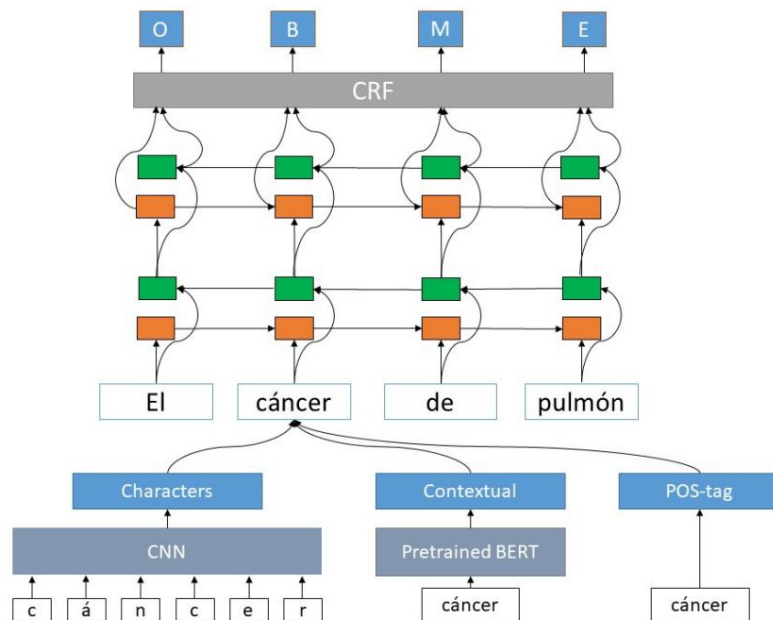 O B M E
CRF
El cáncer de pulmón
Characters Contextual POS-tag
CNN Pretrained BERT
c á n c e r cáncer cáncer